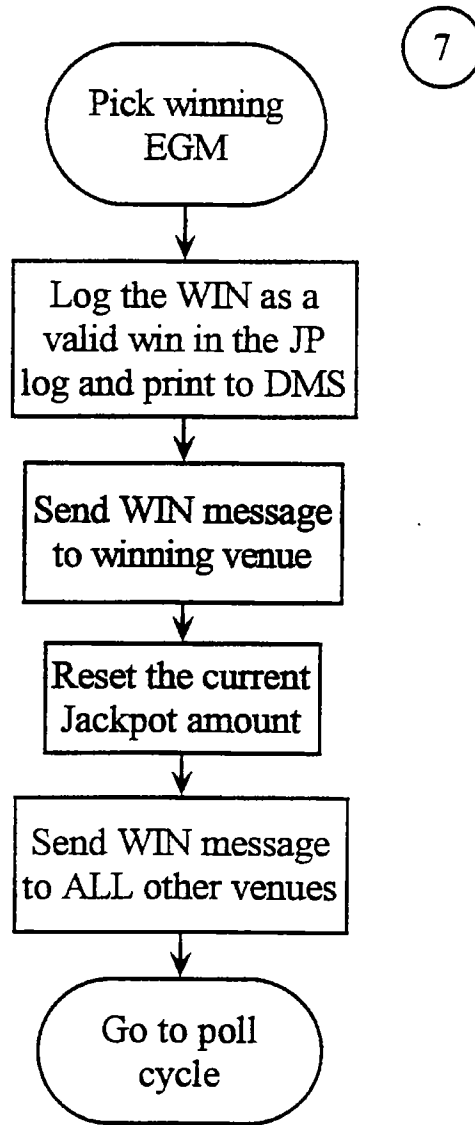 7
Pick winning
EGM
Log the WIN as a
valid win in the JP
log and print to DMS
Send WIN message
to winning venue
Reset the current
Jackpot amount
Send WIN message
to ALL other venues
Go to poll
cycle